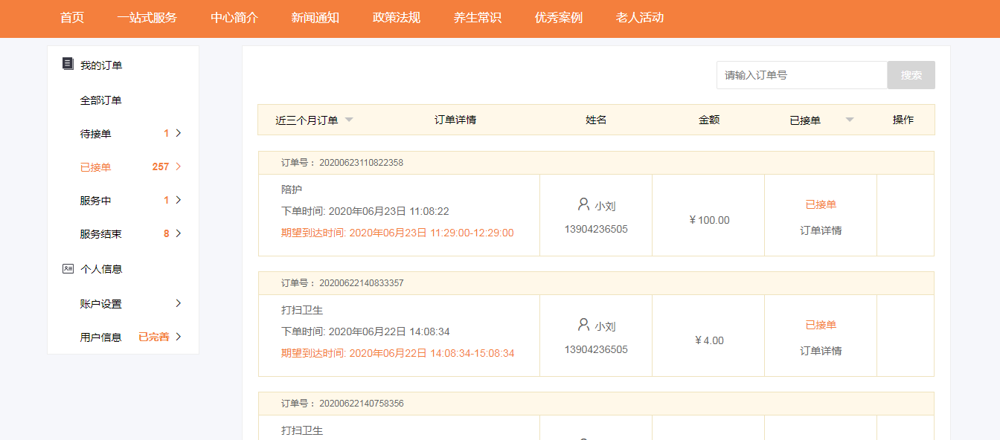 首页 一站式服务 中心简介 新闻通知 政策法规 养生常识 优秀案例 老人活动
我的订单
全部订单
待接单 1
已接单 257
服务中 1
服务结束 8
个人信息
账户设置
用户信息 已完善
请输入订单号 搜索
近三个月订单 订单详情 姓名 金额 已接单 操作
订单号： 20200623110822358
陪护
下单时间: 2020年06月23日 11:08:22
期望到达时间: 2020年06月23日 11:29:00-12:29:00
小刘
13904236505
￥100.00
已接单
订单详情
订单号： 20200622140833357
打扫卫生
下单时间: 2020年06月22日 14:08:34
期望到达时间: 2020年06月22日 14:08:34-15:08:34
小刘
13904236505
￥4.00
已接单
订单详情
订单号： 20200622140758356
打扫卫生